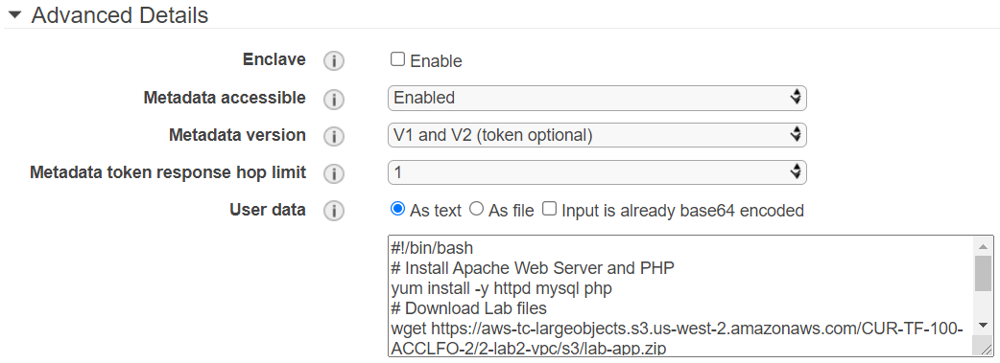 Advanced Details
Enclave i Enable
Metadata accessible i Enabled
Metadata version i V1 and V2 (token optional)
Metadata token response hop limit i 1
User data i As text As file Input is already base64 encoded
#!/bin/bash
# Install Apache Web Server and PHP
yum install -y httpd mysql php
# Download Lab files
wget https://aws-tc-largeobjects.s3.us-west-2.amazonaws.com/CUR-TF-100-
ACCLFO-2/2-lab2-vpc/s3/lab-app.zip